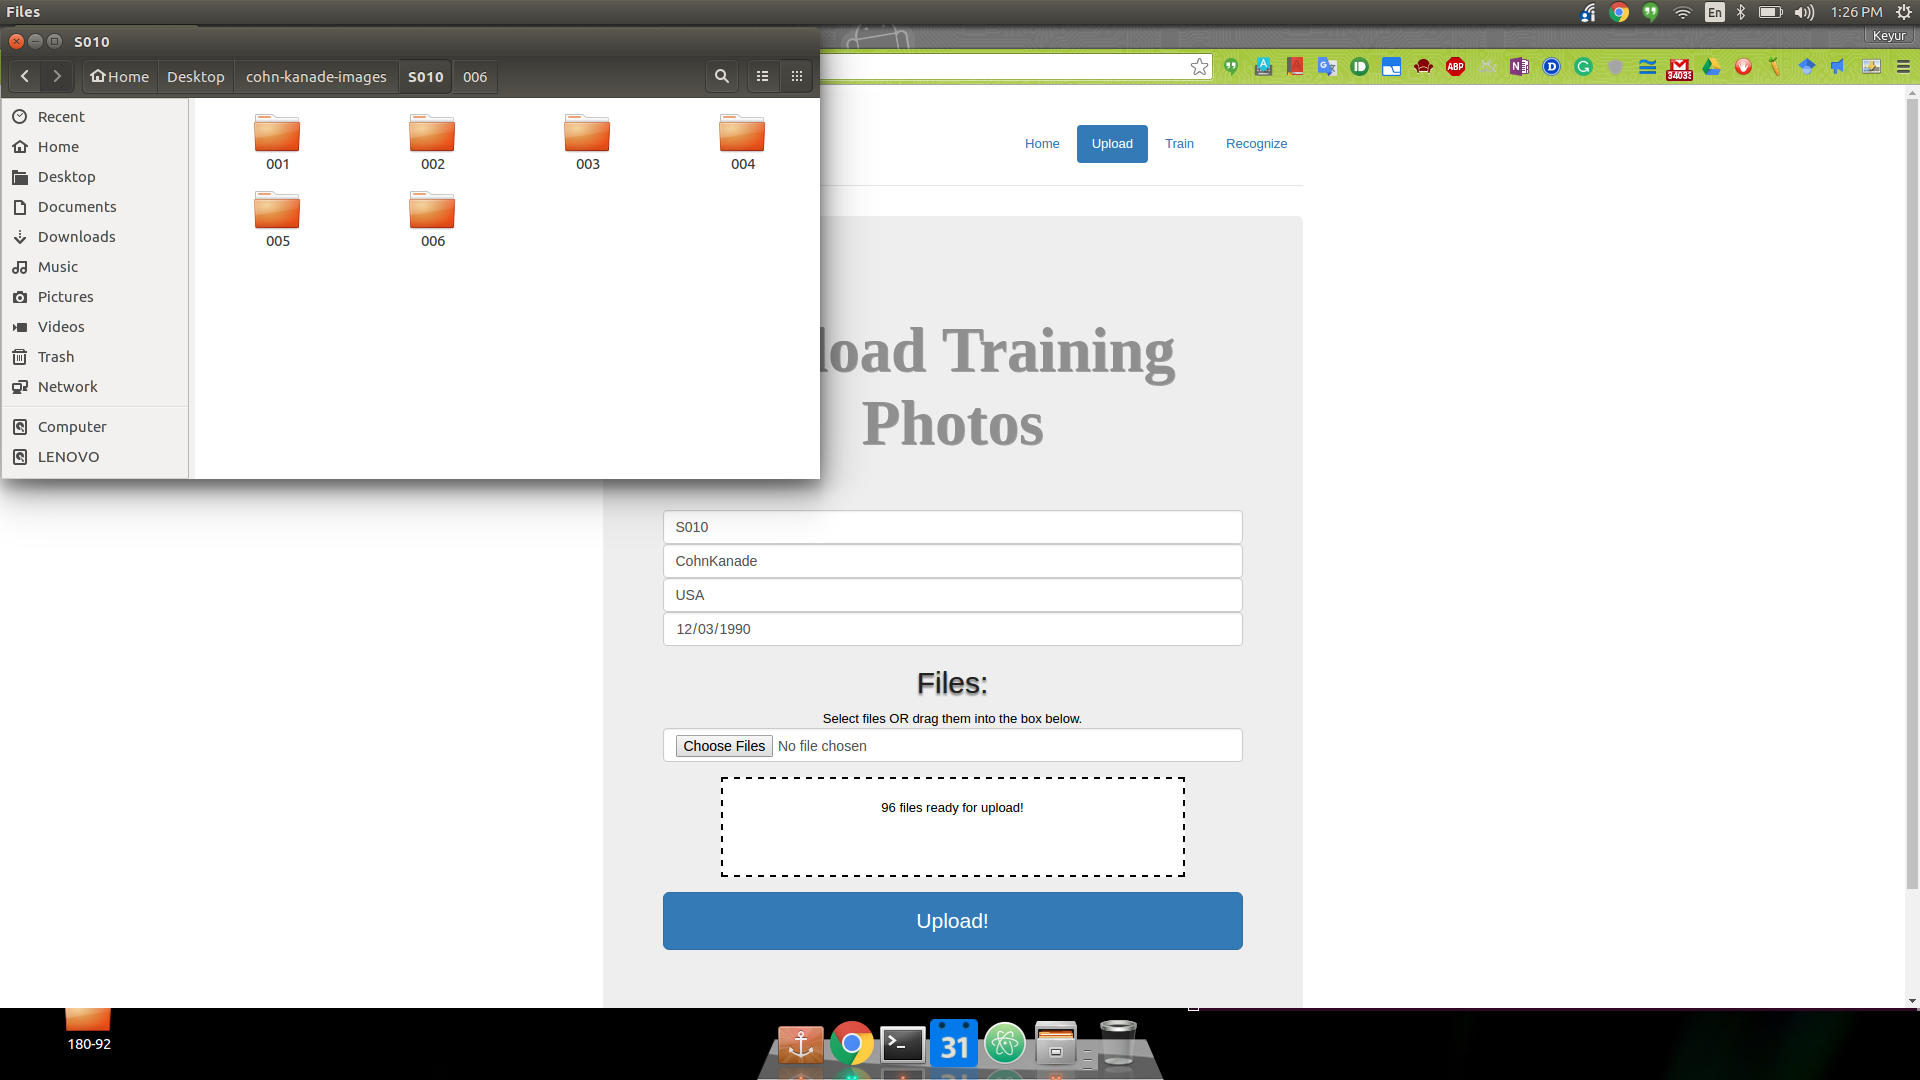 Files
En
1:26 PM
S010
Keyur
Home
Desktop
cohn-kanade-images
S010
006
ABP
N
D
G
34033
Recent
Home
Desktop
Documents
Downloads
Music
Pictures
Videos
Trash
Network
Computer
LENOVO
001
002
003
004
005
006
Home
Upload
Train
Recognize
load Training
Photos
S010
CohnKanade
USA
12/03/1990
Files:
Select files OR drag them into the box below.
Choose Files
No file chosen
96 files ready for upload!
Upload!
180-92
31